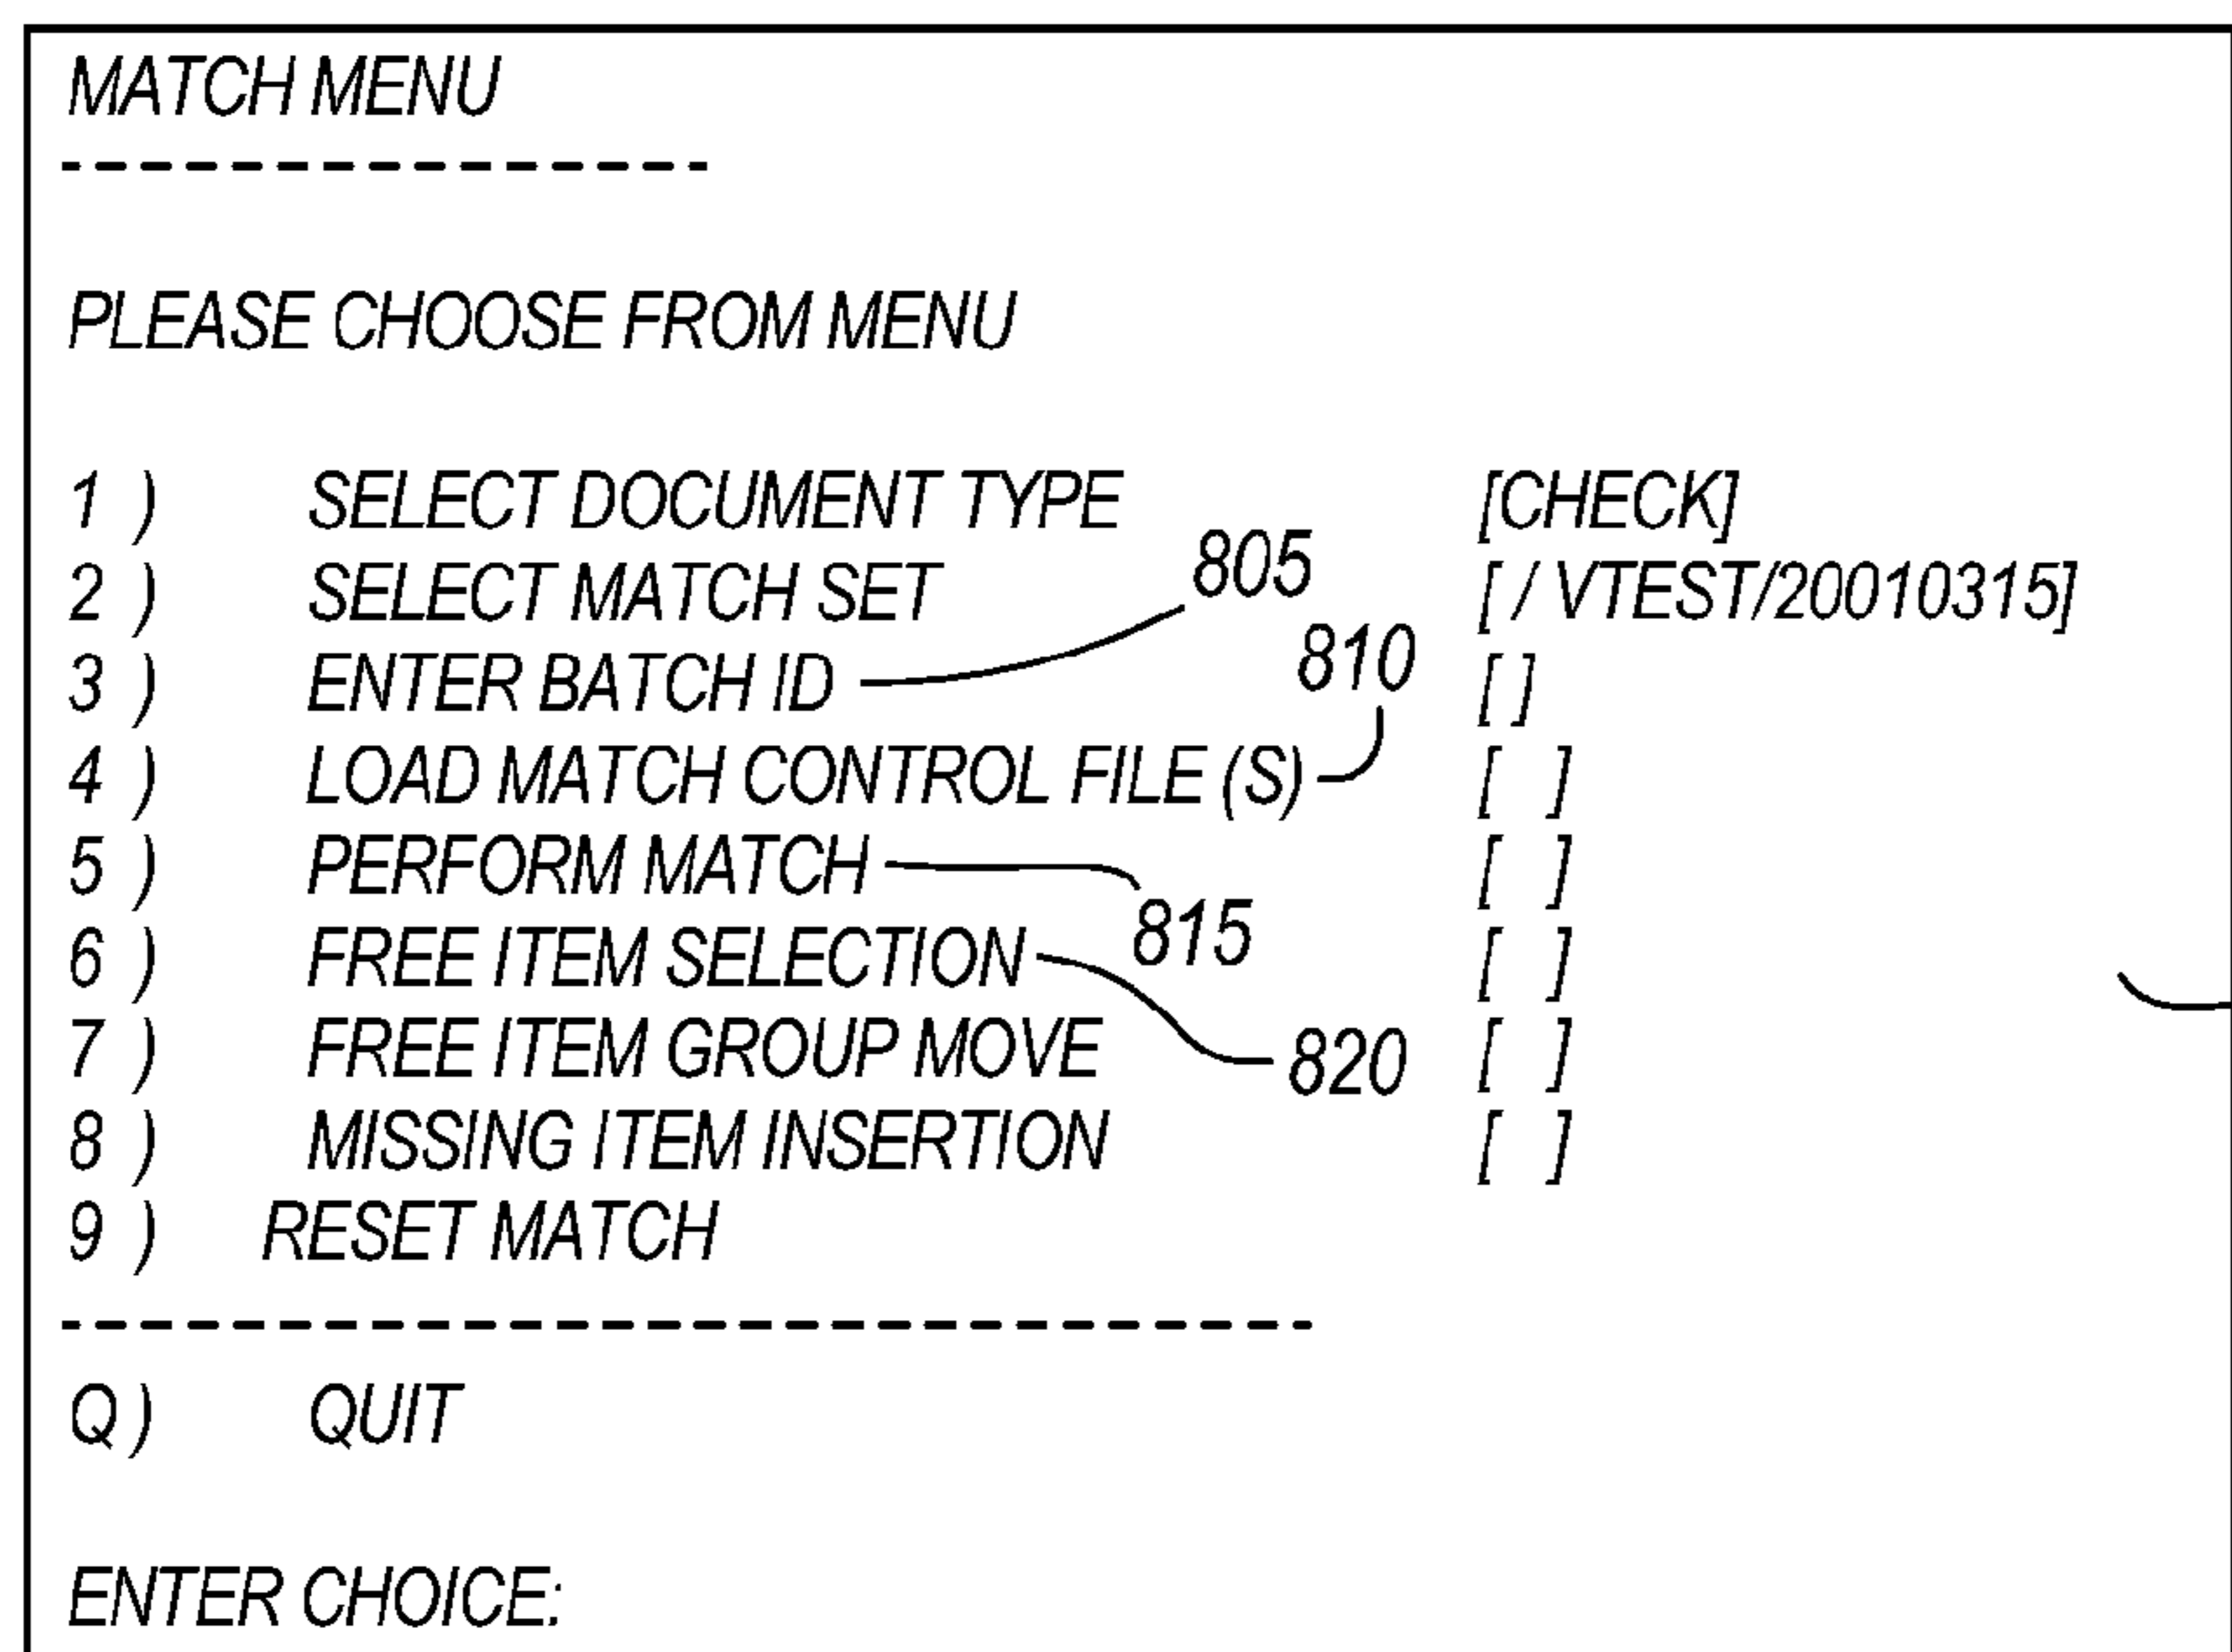 MATCH MENU
- - - - - - - - - - - - - - -
PLEASE CHOOSE FROM MENU
1 ) SELECT DOCUMENT TYPE [CHECK]
805
2 ) SELECT MATCH SET [ / VTEST/20010315]
810
3 ) ENTER BATCH ID [ ]
4 ) LOAD MATCH CONTROL FILE (S) [ ]
5 ) PERFORM MATCH [ ]
815
6 ) FREE ITEM SELECTION [ ]
7 ) FREE ITEM GROUP MOVE 820 [ ]
8 ) MISSING ITEM INSERTION [ ]
9 ) RESET MATCH
- - - - - - - - - - - - - - - - - - - - - - - - - - - -
Q ) QUIT
ENTER CHOICE: